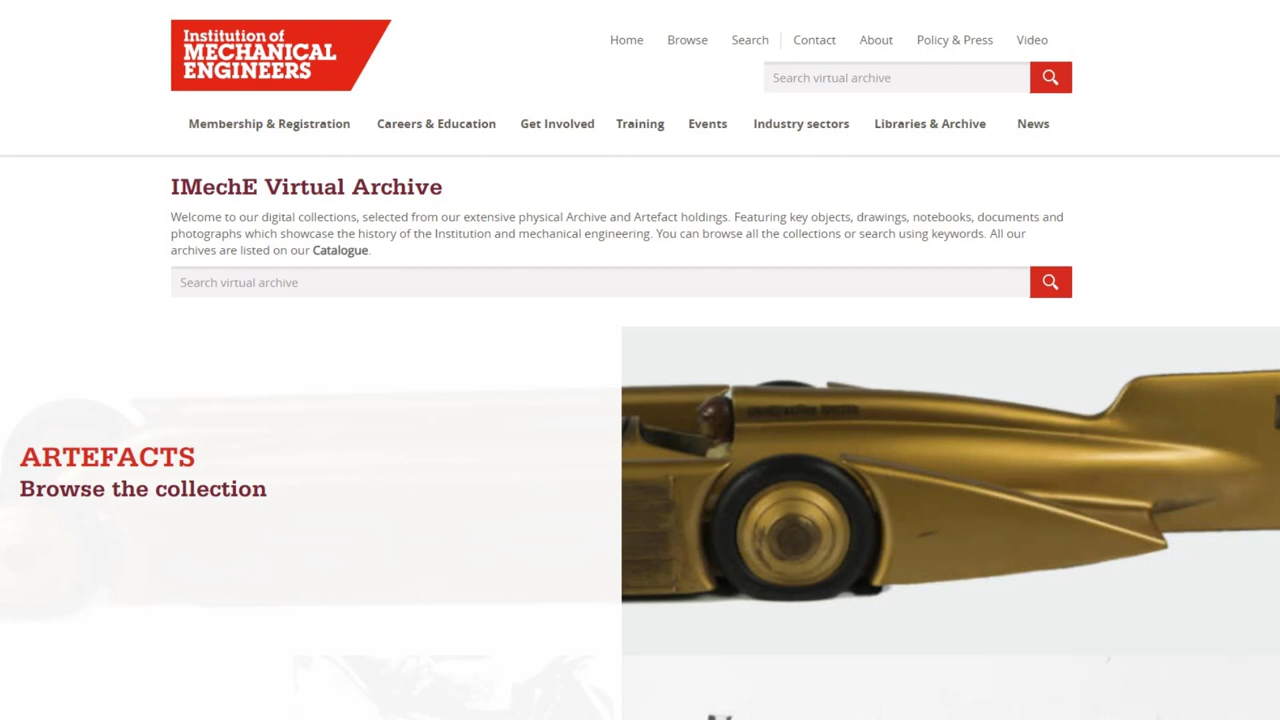 Institution of
MECHANICAL
ENGINEERS
Home Browse Search Contact About Policy & Press Video
Search virtual archive
Membership & Registration Careers & Education Get Involved Training Events Industry sectors Libraries & Archive News
IMechE Virtual Archive
Welcome to our digital collections, selected from our extensive physical Archive and Artefact holdings. Featuring key objects, drawings, notebooks, documents and
photographs which showcase the history of the Institution and mechanical engineering. You can browse all the collections or search using keywords. All our
archives are listed on our Catalogue.
Search virtual archive
ARTEFACTS
Browse the collection